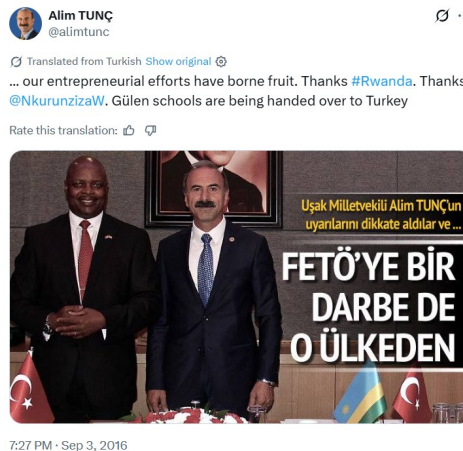 Alim TUNÇ
@alimtunc
Translated from Turkish Show original
... our entrepreneurial efforts have borne fruit. Thanks #Rwanda. Thanks
@NkurunzizaW. Gülen schools are being handed over to Turkey
Rate this translation:
Uşak Milletvekili Alim TUNÇ'un
uyarılarını dikkate aldılar ve ...
FETÖ'YE BİR
DARBE DE
O ÜLKEDEN
7:27 PM · Sep 3, 2016